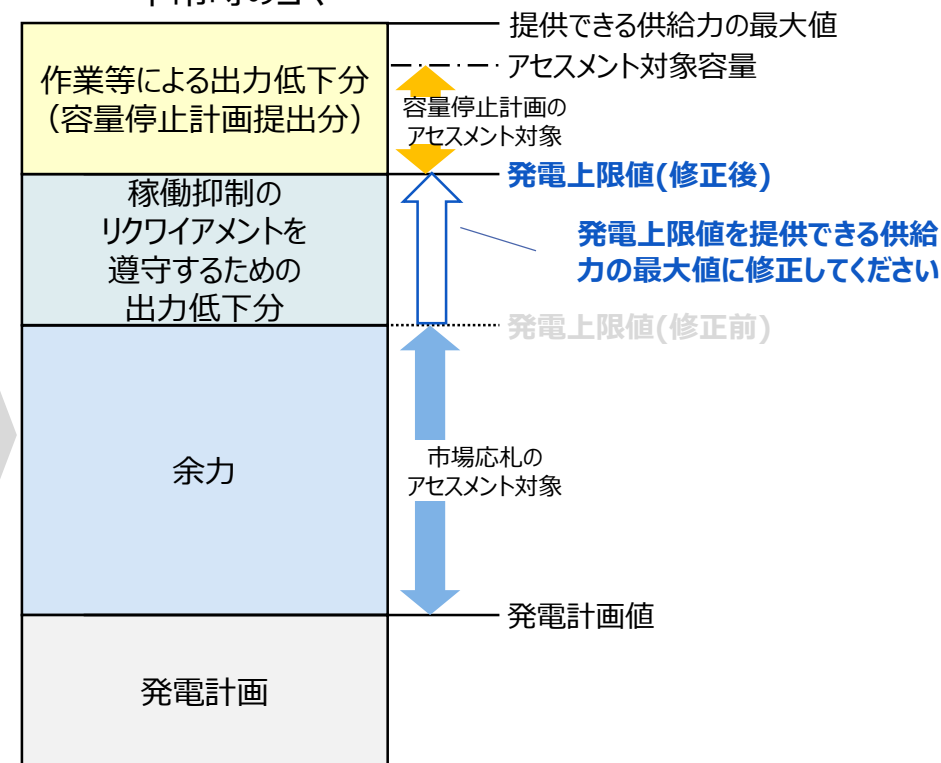 提供できる供給力の最大値
作業等による出力低下分
（容量停止計画提出分）
アセスメント対象容量
容量停止計画の
アセスメント対象
発電上限値(修正後)
稼働抑制の
リクワイアメントを
遵守するための
出力低下分
発電上限値を提供できる供給
力の最大値に修正してください
発電上限値(修正前)
余力
市場応札の
アセスメント対象
発電計画値
発電計画